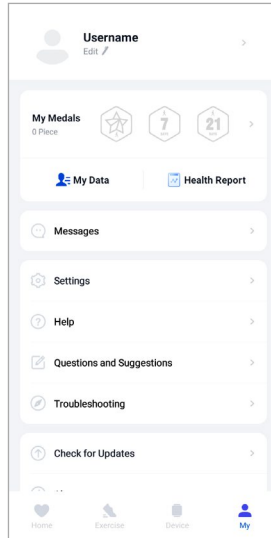 Username
Edit
My Medals
0 Piece
7
21
My Data
Health Report
Messages
Settings
Help
Questions and Suggestions
Troubleshooting
Check for Updates
Home
Exercise
Device
My